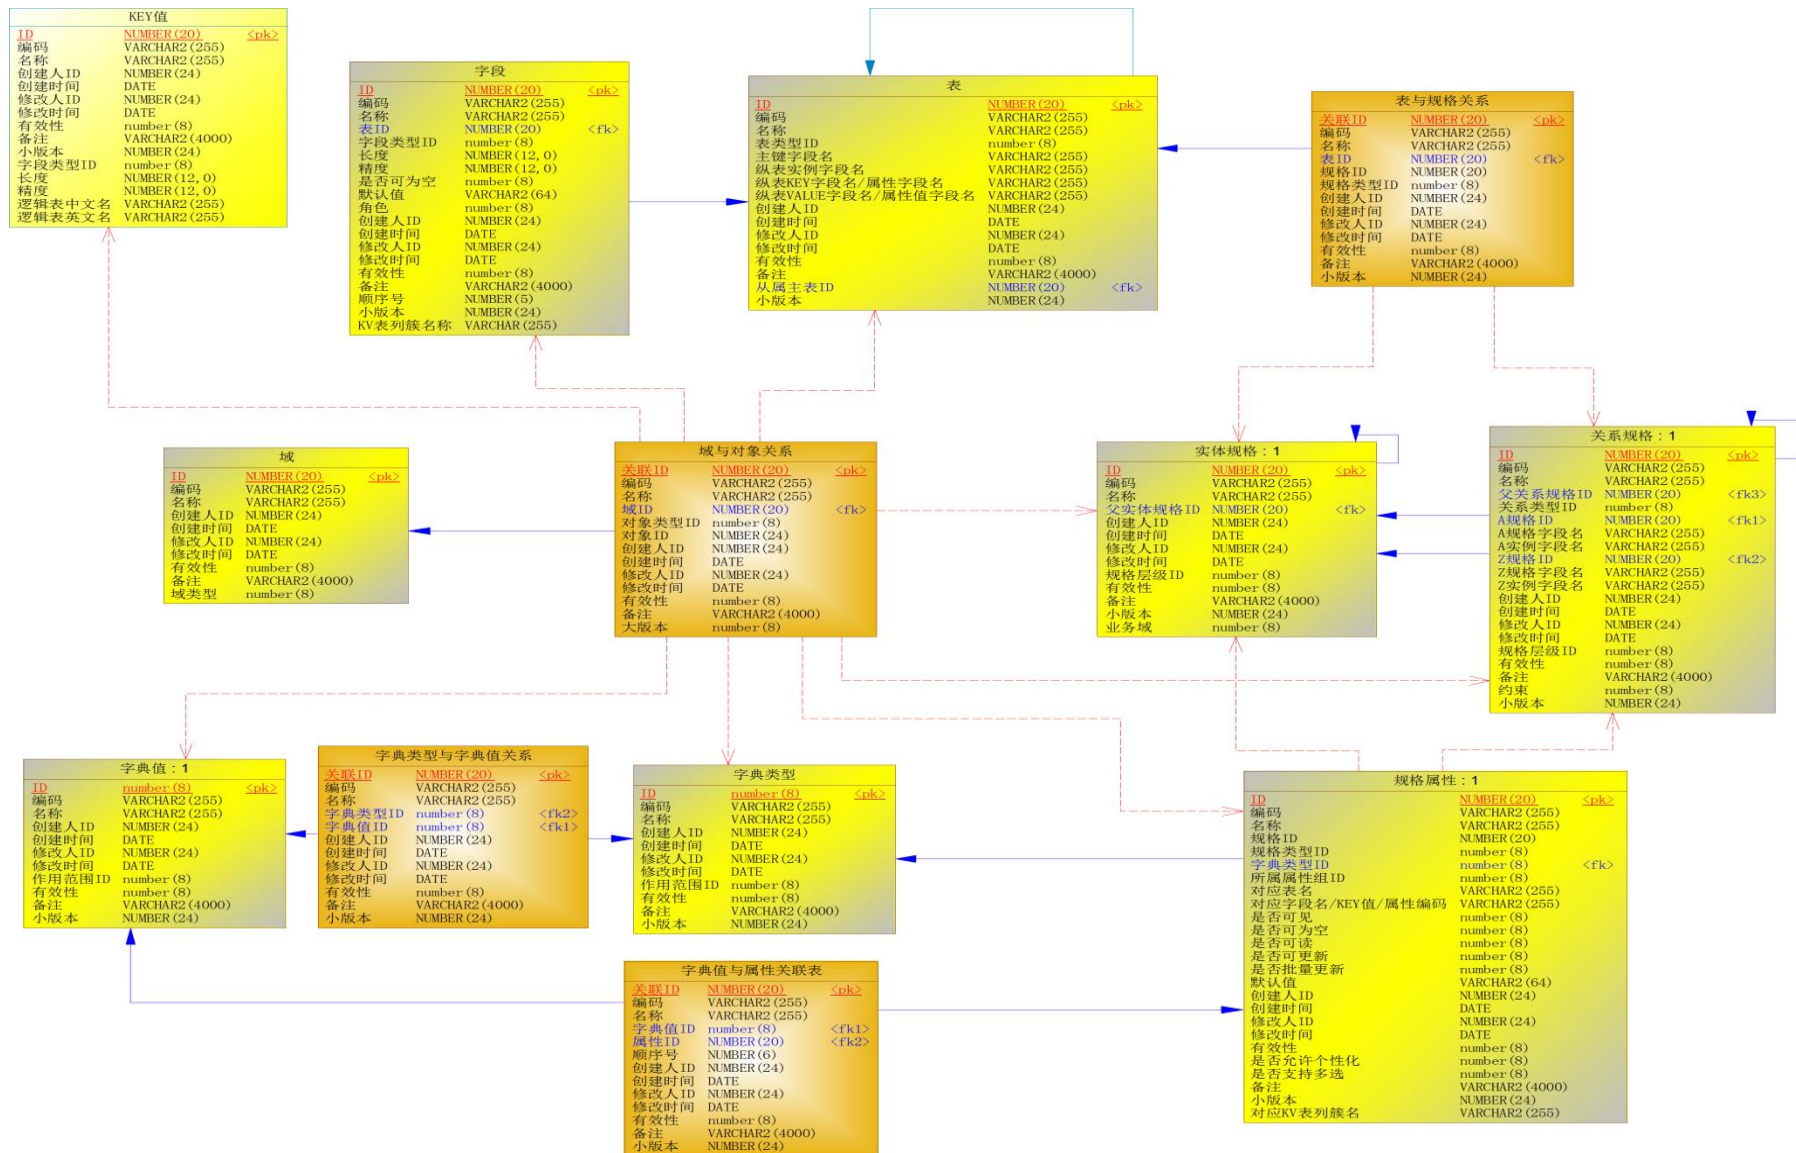 KEY值
ID NUMBER(20) <pk>
编码 VARCHAR2(255)
名称 VARCHAR2(255)
创建人ID NUMBER(24)
创建时间 DATE
修改人ID NUMBER(24)
修改时间 DATE
有效性 number(8)
备注 VARCHAR2(4000)
小版本 NUMBER(24)
字段类型ID number(8)
长度 NUMBER(12,0)
精度 NUMBER(12,0)
逻辑表中文名 VARCHAR2(255)
逻辑表英文名 VARCHAR2(255)
字段
ID NUMBER(20) <pk>
编码 VARCHAR2(255)
名称 VARCHAR2(255)
表ID NUMBER(20) <fk>
字段类型ID number(8)
长度 NUMBER(12,0)
精度 NUMBER(12,0)
是否可为空 number(8)
默认值 VARCHAR2(64)
角色 number(8)
创建人ID NUMBER(24)
创建时间 DATE
修改人ID NUMBER(24)
修改时间 DATE
有效性 number(8)
备注 VARCHAR2(4000)
顺序号 NUMBER(5)
小版本 NUMBER(24)
KV表列簇名称 VARCHAR(255)
表
ID NUMBER(20) <pk>
编码 VARCHAR2(255)
名称 VARCHAR2(255)
表类型ID number(8)
主键字段名 VARCHAR2(255)
纵表实例字段名 VARCHAR2(255)
纵表KEY字段名/属性字段名 VARCHAR2(255)
纵表VALUE字段名/属性值字段名 VARCHAR2(255)
创建人ID NUMBER(24)
创建时间 DATE
修改人ID NUMBER(24)
修改时间 DATE
有效性 number(8)
备注 VARCHAR2(4000)
从属主表ID NUMBER(20) <fk>
小版本 NUMBER(24)
表与规格关系
关联ID NUMBER(20) <pk>
编码 VARCHAR2(255)
名称 VARCHAR2(255)
表ID NUMBER(20) <fk>
规格ID NUMBER(20)
规格类型ID number(8)
创建人ID NUMBER(24)
创建时间 DATE
修改人ID NUMBER(24)
修改时间 DATE
有效性 number(8)
备注 VARCHAR2(4000)
小版本 NUMBER(24)
域
ID NUMBER(20) <pk>
编码 VARCHAR2(255)
名称 VARCHAR2(255)
创建人ID NUMBER(24)
创建时间 DATE
修改人ID NUMBER(24)
修改时间 DATE
有效性 number(8)
备注 VARCHAR2(4000)
域类型 number(8)
域与对象关系
关联ID NUMBER(20) <pk>
编码 VARCHAR2(255)
名称 VARCHAR2(255)
域ID NUMBER(20) <fk>
对象类型ID number(8)
对象ID NUMBER(24)
创建人ID NUMBER(24)
创建时间 DATE
修改人ID NUMBER(24)
修改时间 DATE
有效性 number(8)
备注 VARCHAR2(4000)
大版本 number(8)
实体规格:1
ID NUMBER(20) <pk>
编码 VARCHAR2(255)
名称 VARCHAR2(255)
父实体规格ID NUMBER(20) <fk>
创建人ID NUMBER(24)
创建时间 DATE
修改人ID NUMBER(24)
修改时间 DATE
规格层级ID number(8)
有效性 number(8)
备注 VARCHAR2(4000)
小版本 NUMBER(24)
业务域 number(8)
关系规格:1
ID NUMBER(20) <pk>
编码 VARCHAR2(255)
名称 VARCHAR2(255)
父关系规格ID NUMBER(20) <fk3>
关系类型ID number(8)
A规格ID NUMBER(20) <fk1>
A规格字段名 VARCHAR2(255)
A实例字段名 VARCHAR2(255)
Z规格ID NUMBER(20) <fk2>
Z规格字段名 VARCHAR2(255)
Z实例字段名 VARCHAR2(255)
创建人ID NUMBER(24)
创建时间 DATE
修改人ID NUMBER(24)
修改时间 DATE
规格层级ID number(8)
有效性 number(8)
备注 VARCHAR2(4000)
约束 number(8)
小版本 NUMBER(24)
字典值:1
ID number(8) <pk>
编码 VARCHAR2(255)
名称 VARCHAR2(255)
创建人ID NUMBER(24)
创建时间 DATE
修改人ID NUMBER(24)
修改时间 DATE
作用范围ID number(8)
有效性 number(8)
备注 VARCHAR2(4000)
小版本 NUMBER(24)
字典类型与字典值关系
关联ID NUMBER(20) <pk>
编码 VARCHAR2(255)
名称 VARCHAR2(255)
字典类型ID number(8) <fk2>
字典值ID number(8) <fk1>
创建人ID NUMBER(24)
创建时间 DATE
修改人ID NUMBER(24)
修改时间 DATE
有效性 number(8)
备注 VARCHAR2(4000)
小版本 NUMBER(24)
字典类型
ID number(8) <pk>
编码 VARCHAR2(255)
名称 VARCHAR2(255)
创建人ID NUMBER(24)
创建时间 DATE
修改人ID NUMBER(24)
修改时间 DATE
作用范围ID number(8)
有效性 number(8)
备注 VARCHAR2(4000)
小版本 NUMBER(24)
规格属性:1
ID NUMBER(20) <pk>
编码 VARCHAR2(255)
名称 VARCHAR2(255)
规格ID NUMBER(20)
规格类型ID number(8)
字典类型ID number(8) <fk>
所属属性组ID number(8)
对应表名 VARCHAR2(255)
对应字段名/KEY值/属性编码 VARCHAR2(255)
是否可见 number(8)
是否可为空 number(8)
是否可读 number(8)
是否可更新 number(8)
是否批量更新 number(8)
默认值 VARCHAR2(64)
创建人ID NUMBER(24)
创建时间 DATE
修改人ID NUMBER(24)
修改时间 DATE
有效性 number(8)
是否允许个性化 number(8)
是否支持多选 number(8)
备注 VARCHAR2(4000)
小版本 NUMBER(24)
对应KV表列簇名 VARCHAR2(255)
字典值与属性关联表
关联ID NUMBER(20) <pk>
编码 VARCHAR2(255)
名称 VARCHAR2(255)
字典值ID number(8) <fk1>
属性ID NUMBER(20) <fk2>
顺序号 NUMBER(6)
创建人ID NUMBER(24)
创建时间 DATE
修改人ID NUMBER(24)
修改时间 DATE
有效性 number(8)
备注 VARCHAR2(4000)
小版本 NUMBER(24)